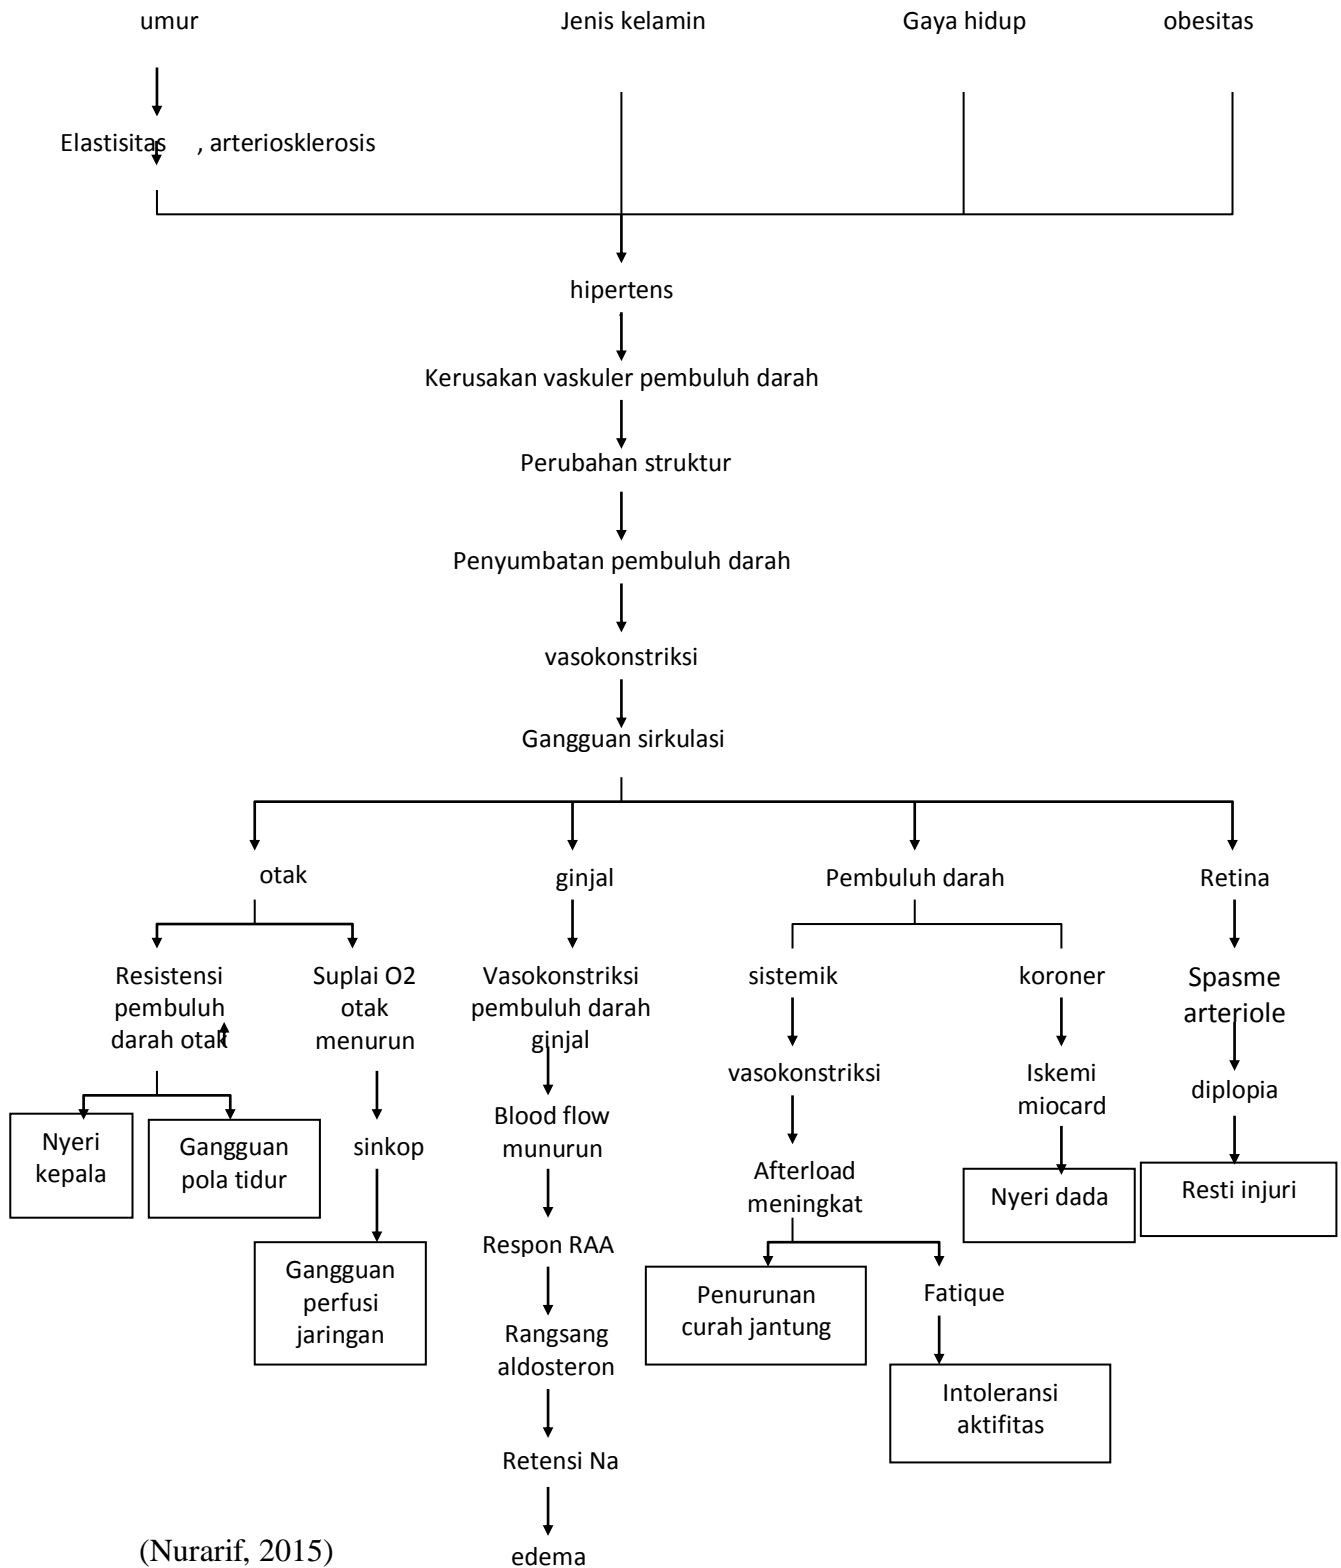 umur
Jenis kelamin
Gaya hidup
obesitas
Elastisitas , arteriosklerosis
hipertens
Kerusakan vaskuler pembuluh darah
Perubahan struktur
Penyumbatan pembuluh darah
vasokonstriksi
Gangguan sirkulasi
otak
ginjal
Pembuluh darah
Retina
Resistensi
pembuluh
darah otak
Suplai O2
otak
menurun
Vasokonstriksi
pembuluh darah
ginjal
sistemik
koroner
Spasme
arteriole
vasokonstriksi
Iskemi
miocard
diplopia
Nyeri
kepala
Gangguan
pola tidur
sinkop
Blood flow
munurun
Afterload
meningkat
Nyeri dada
Resti injuri
Gangguan
perfusi
jaringan
Respon RAA
Penurunan
curah jantung
Fatique
Rangsang
aldosteron
Intoleransi
aktifitas
Retensi Na
edema
(Nurarif, 2015)